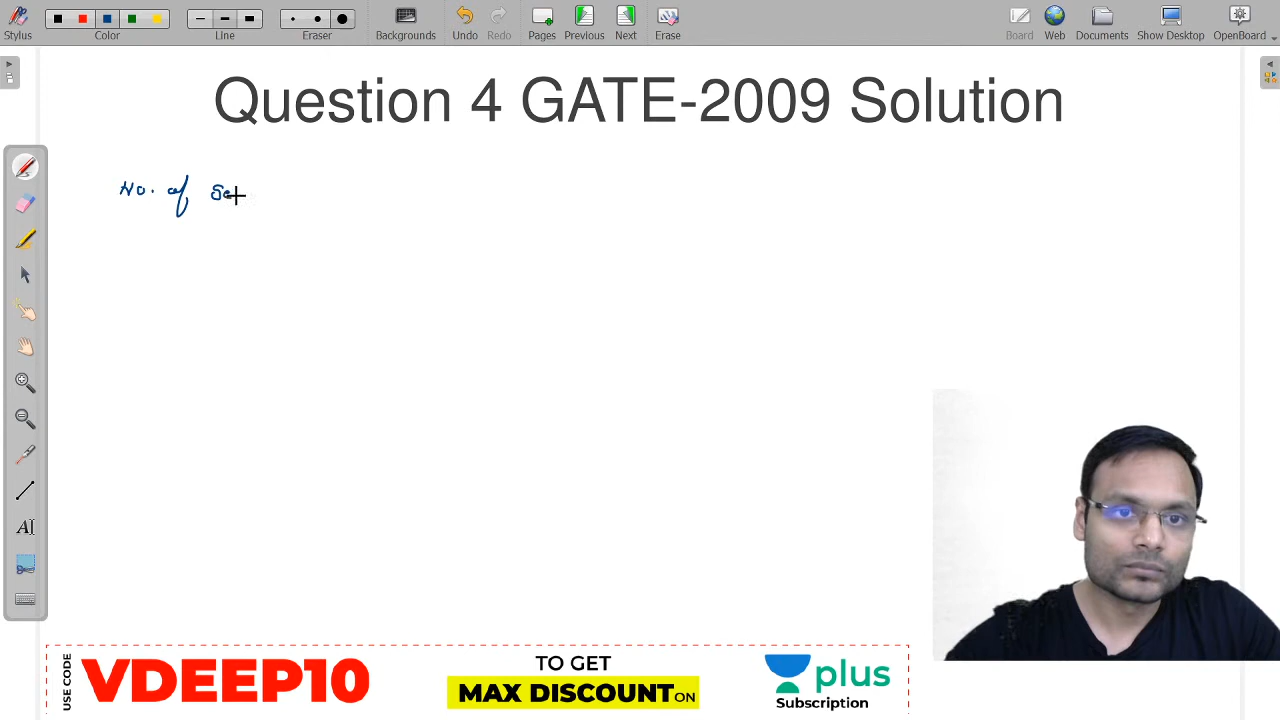 Stylus
Color
Line
Eraser
Backgrounds
Undo
Redo
Pages
Previous
Next
Erase
Board
Web
Documents
Show Desktop
OpenBoard
Question 4 GATE-2009 Solution
No. of Se
USE CODE
VDEEP10
TO GET
MAX DISCOUNT ON
plus
Subscription